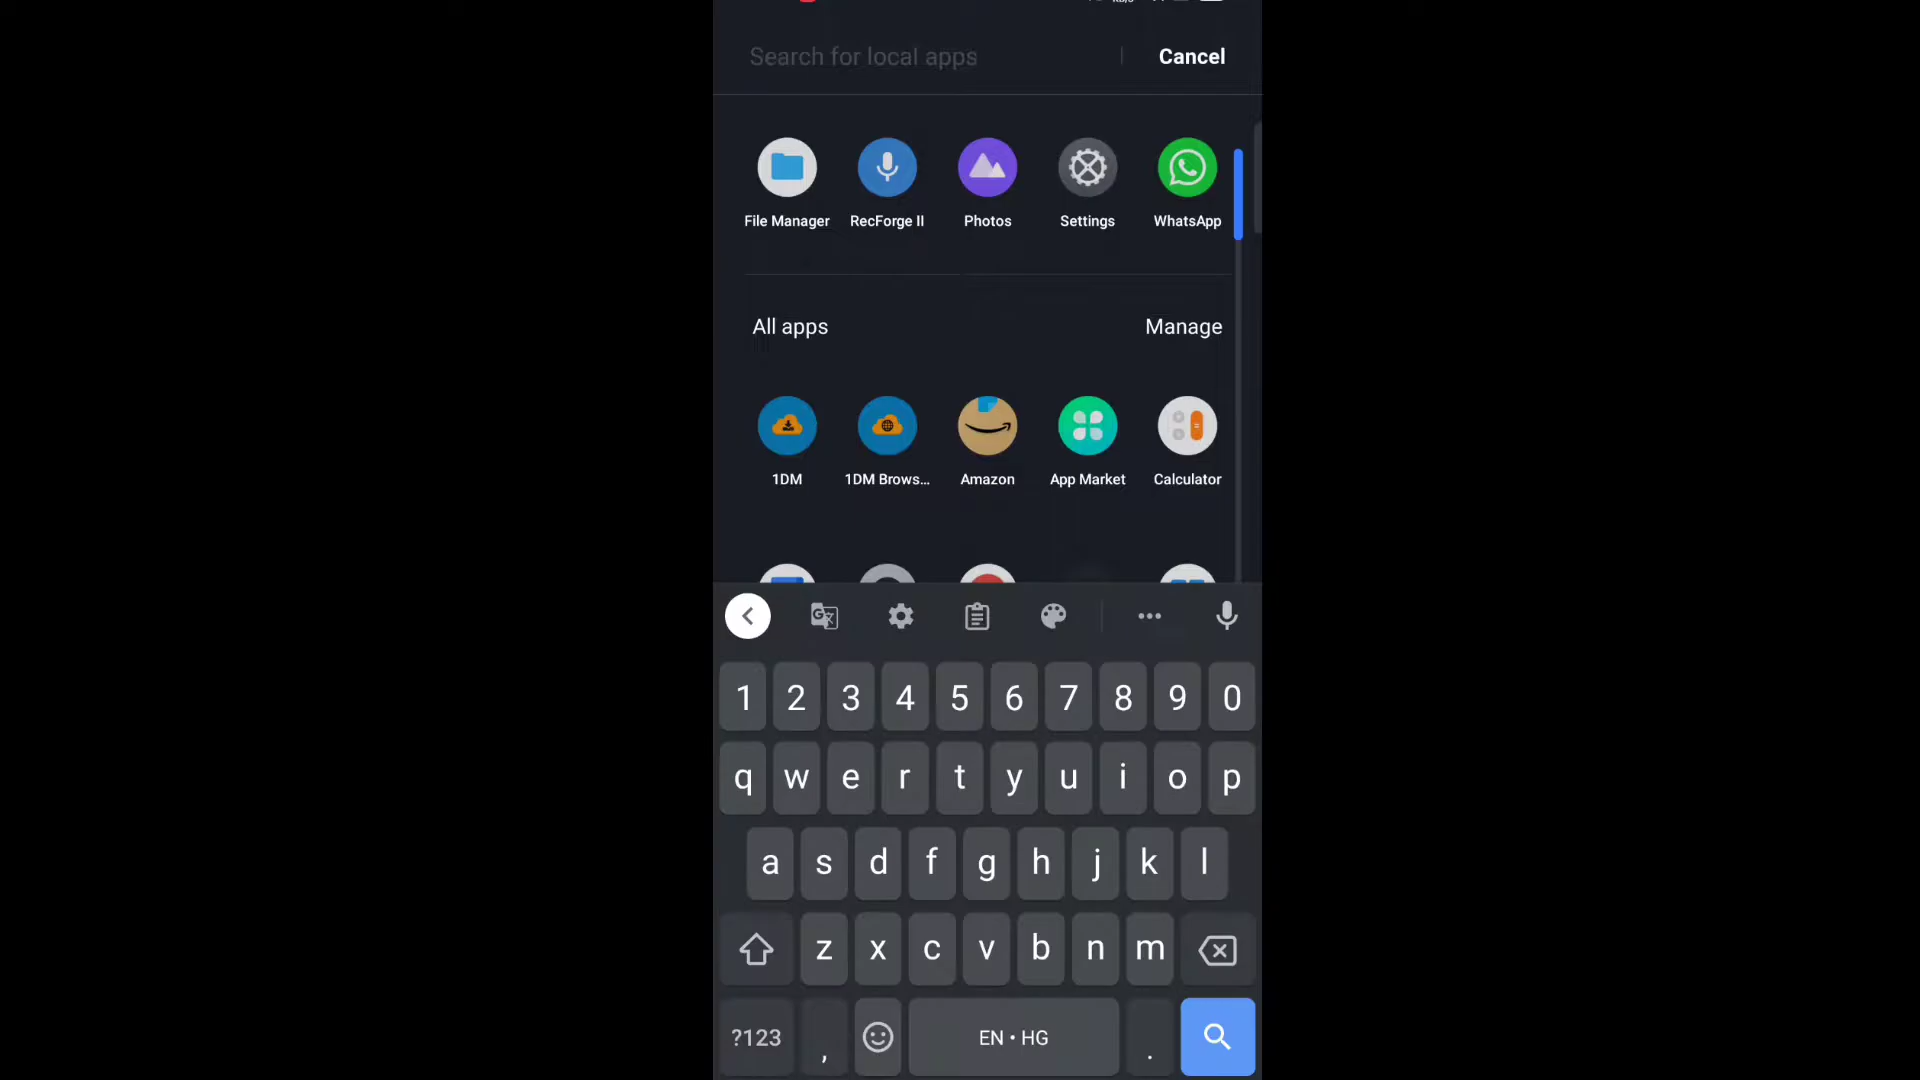 Search for local apps
Cancel
File Manager RecForge II Photos Settings WhatsApp
All apps
Manage
1DM 1DM Brows... Amazon App Market Calculator
1 2 3 4 5 6 7 8 9 0
q w e r t y u i o p
a s d f g h j k l
z x c v b n m
?123 , EN • HG .